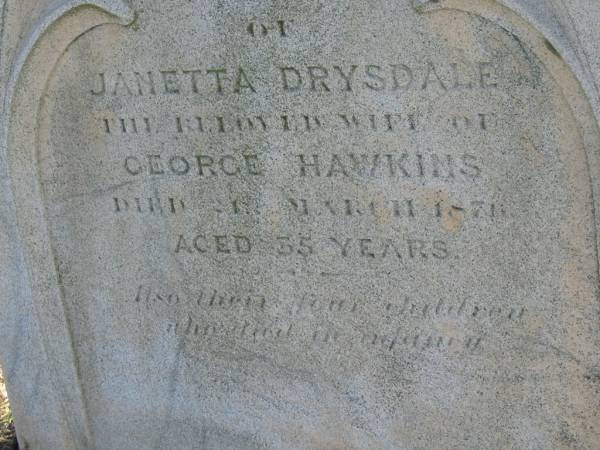 OF
JANETTA DRYSDALE
THE BELOVED WIFE OF
GEORGE HAWKINS
DIED MARCH
AGED 35 YEARS.
Also their four children
who died in infancy